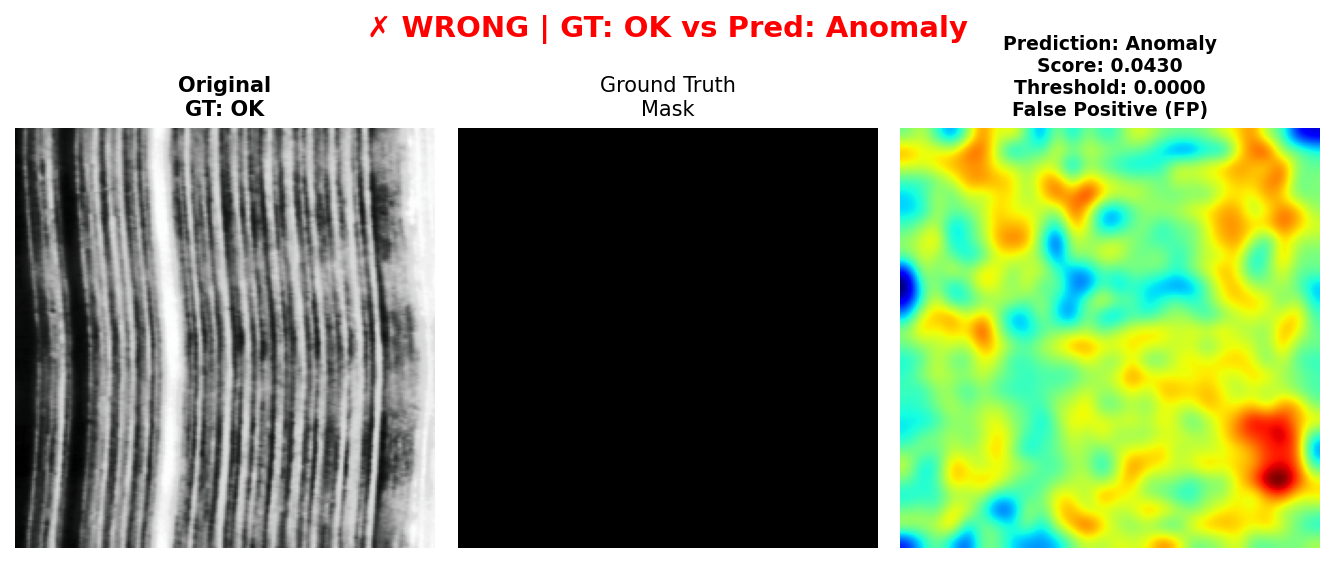 ✗ WRONG | GT: OK vs Pred: Anomaly
Original
GT: OK
Ground Truth
Mask
Prediction: Anomaly
Score: 0.0430
Threshold: 0.0000
False Positive (FP)